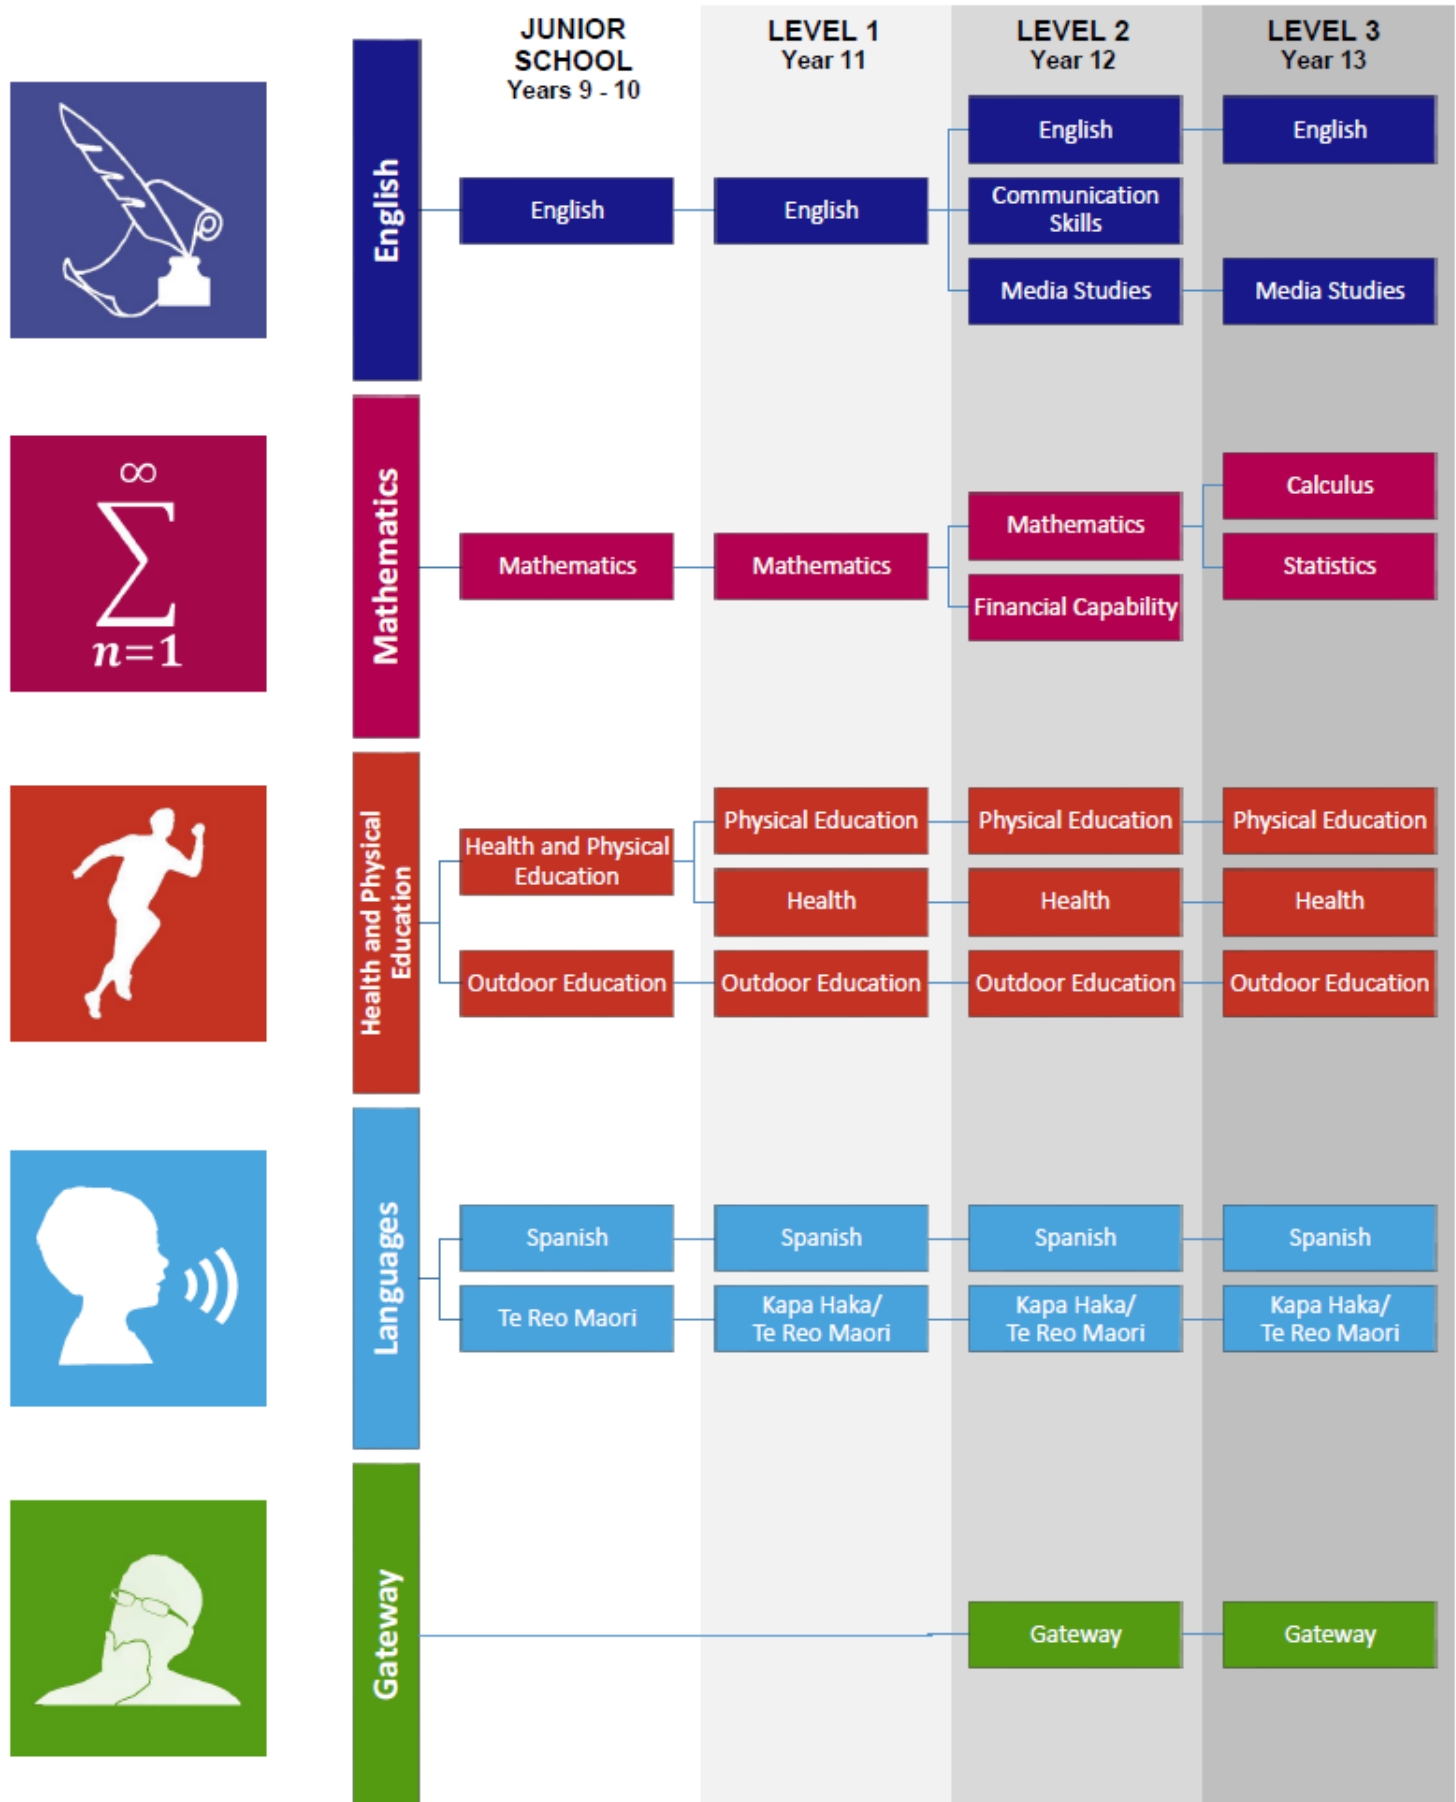 JUNIOR
SCHOOL
Years 9 - 10
LEVEL 1
Year 11
LEVEL 2
Year 12
LEVEL 3
Year 13
English
English
English
English
English
Communication
Skills
Media Studies
Media Studies
∞
∑
n=1
Mathematics
Mathematics
Mathematics
Mathematics
Financial Capability
Calculus
Statistics
Health and Physical
Education
Health and Physical
Education
Physical Education
Physical Education
Physical Education
Health
Health
Health
Outdoor Education
Outdoor Education
Outdoor Education
Outdoor Education
Languages
Spanish
Spanish
Spanish
Spanish
Te Reo Maori
Kapa Haka/
Te Reo Maori
Kapa Haka/
Te Reo Maori
Kapa Haka/
Te Reo Maori
Gateway
Gateway
Gateway